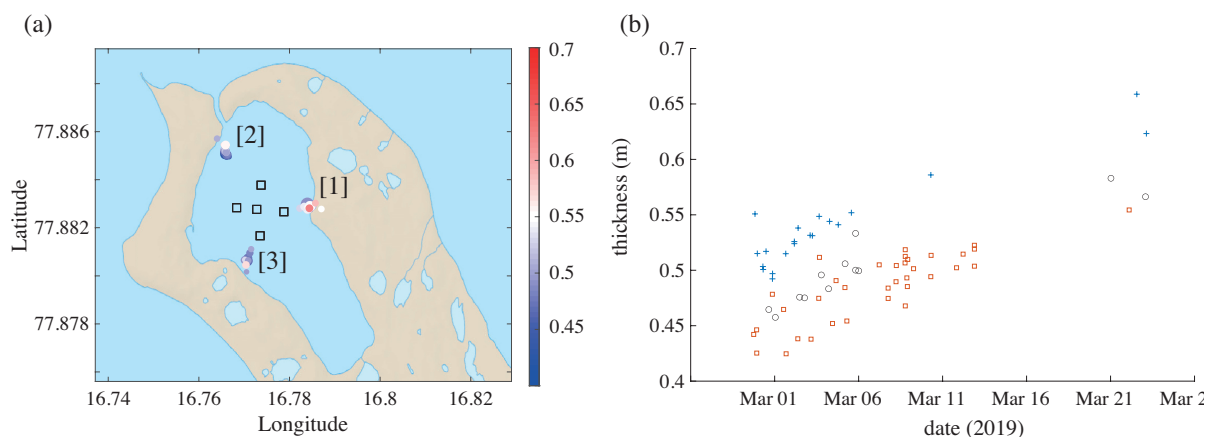 (a)
(b)
77.886
77.882
77.878
Latitude
16.74
16.76
16.78
16.8
16.82
Longitude
[2]
[1]
[3]
0.7
0.65
0.6
0.55
0.5
0.45
0.7
0.65
0.6
0.55
0.5
0.45
0.4
thickness (m)
Mar 01
Mar 06
Mar 11
Mar 16
Mar 21
Mar 2
date (2019)